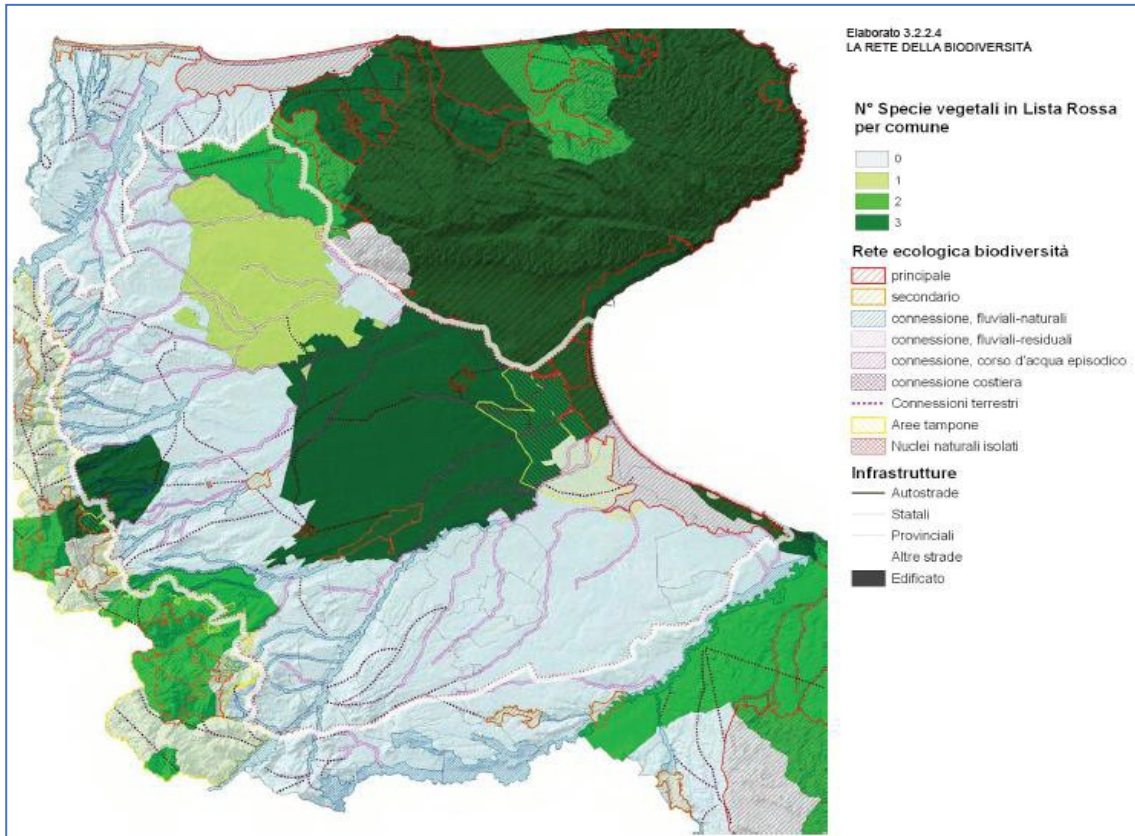 Elaborato 3.2.2.4
LA RETE DELLA BIODIVERSITÀ
N° Specie vegetali in Lista Rossa
per comune
0
1
2
3
Rete ecologica biodiversità
principale
secondario
connessione, fluviali-naturali
connessione, fluviali-residuali
connessione, corso d'acqua episodico
connessione costiera
Connessioni terrestri
Aree tampone
Nuclei naturali isolati
Infrastrutture
Autostrade
Statali
Provinciali
Altre strade
Edificato